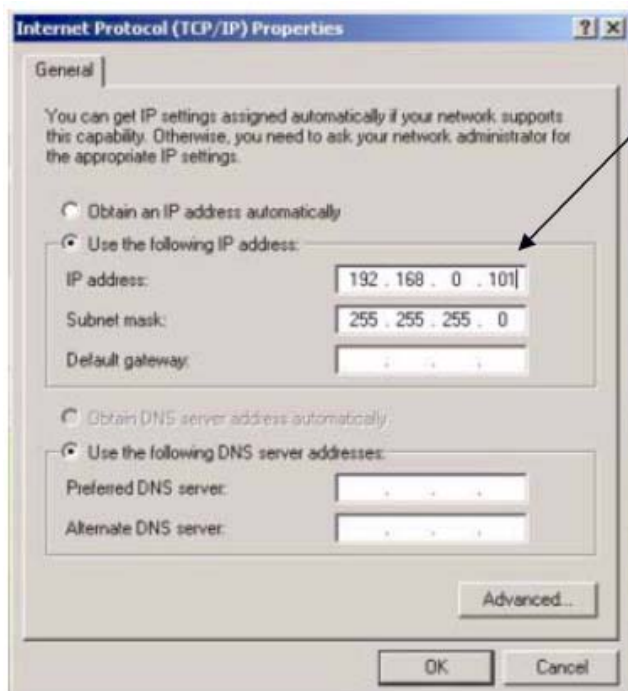 Internet Protocol (TCP/IP) Properties
General
You can get IP settings assigned automatically if your network supports
this capability. Otherwise, you need to ask your network administrator for
the appropriate IP settings.
Obtain an IP address automatically
Use the following IP address:
IP address: 192 . 168 . 0 . 101
Subnet mask: 255 . 255 . 255 . 0
Default gateway: . . .
Obtain DNS server address automatically
Use the following DNS server addresses:
Preferred DNS server: . . .
Alternate DNS server: . . .
Advanced...
OK Cancel